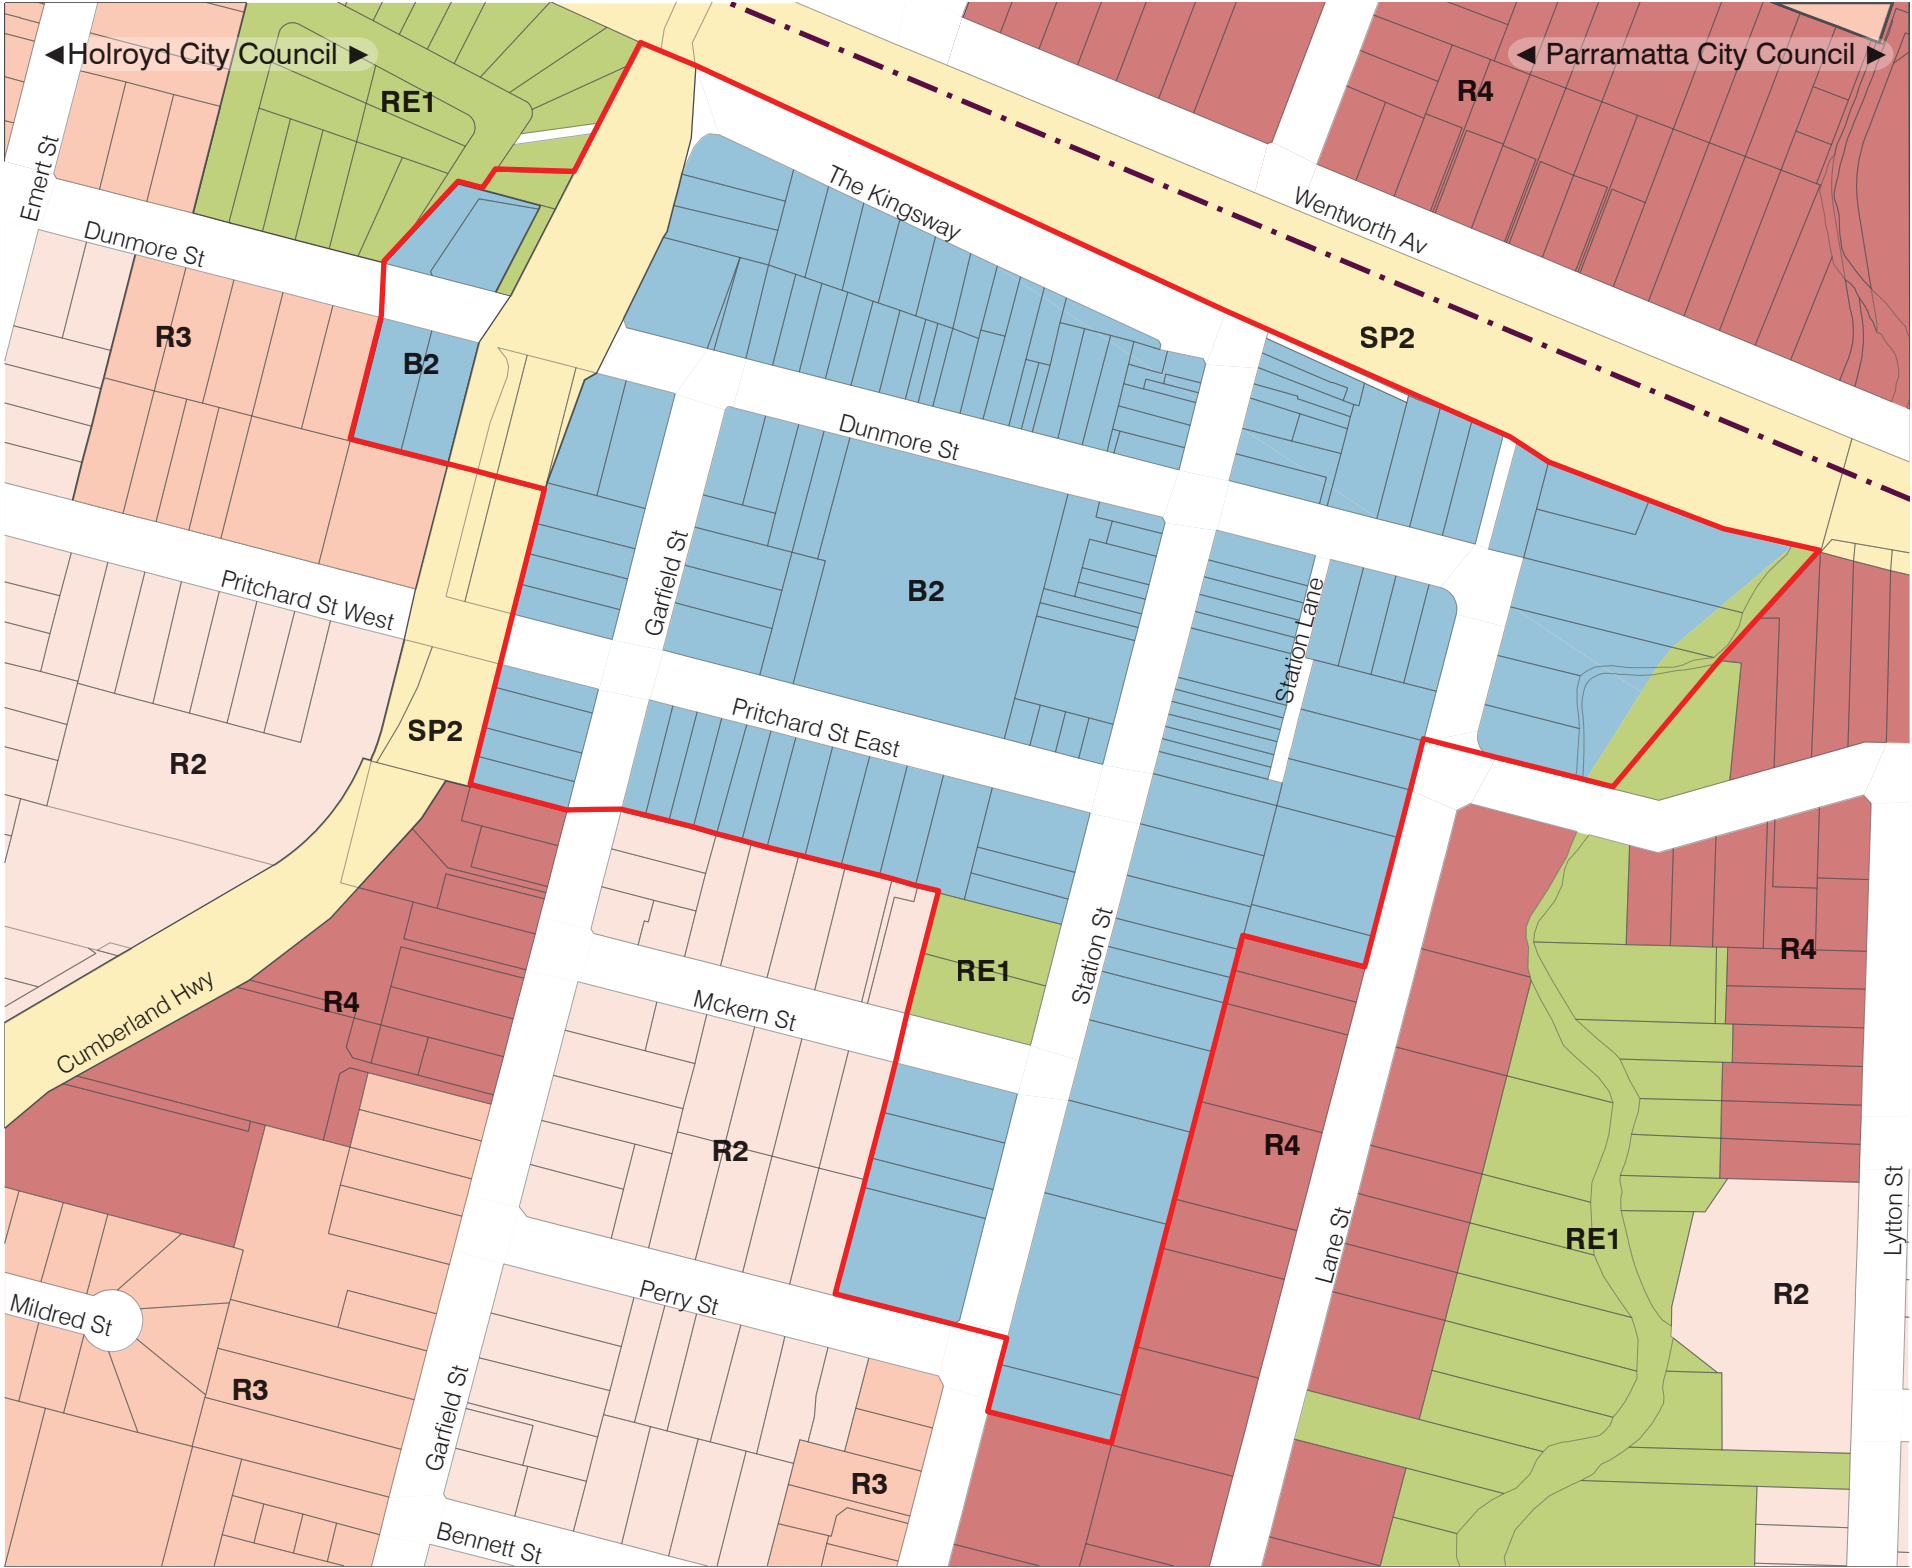 ◄Holroyd City Council ►
◄ Parramatta City Council ►
RE1
R4
Emert St
The Kingsway
Wentworth Av
Dunmore St
R3
B2
SP2
Dunmore St
Garfield St
B2
Pritchard St West
Station Lane
SP2
Pritchard St East
R2
R4
Station St
RE1
R4
Mckern St
Cumberland Hwy
R2
R4
Lytton St
Lane St
RE1
Perry St
R2
Mildred St
R3
Garfield St
R3
Bennett St